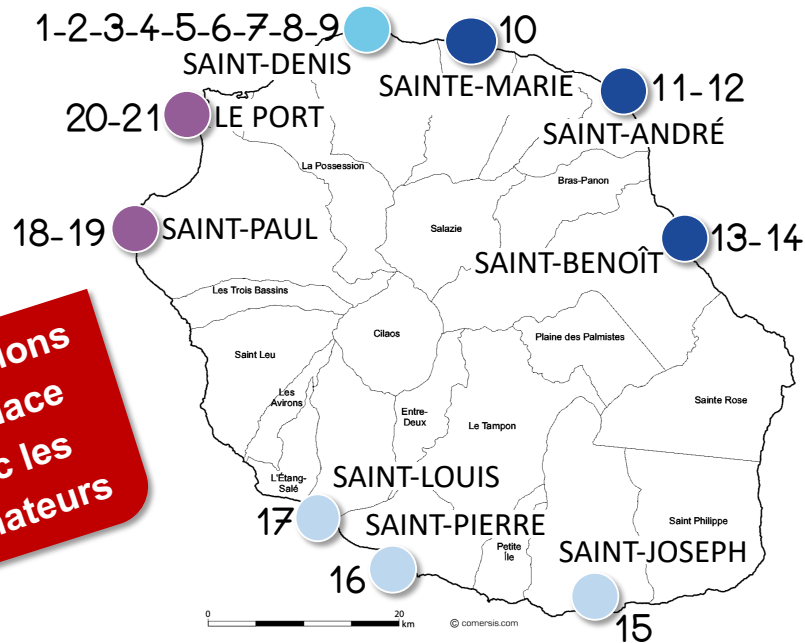 1-2-3-4-5-6-7-8-9
SAINT-DENIS
10
SAINTE-MARIE
11-12
SAINT-ANDRÉ
20-21
LE PORT
La Possession
Bras-Panon
18-19
SAINT-PAUL
Salazie
13-14
SAINT-BENOÎT
Les Trois Bassins
Cilaos
Plaine des Palmistes
Saint Leu
Les
Avirons
Entre-
Deux
Le Tampon
Sainte Rose
L'Étang-
Salé
SAINT-LOUIS
17
SAINT-PIERRE
16
Petite
Île
Saint Philippe
SAINT-JOSEPH
15
0 20
km
© comersis.com
les